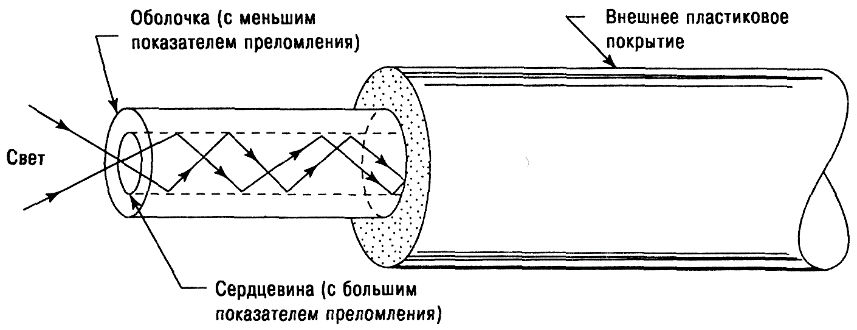 Оболочка (с меньшим
показателем преломления)
Внешнее пластиковое
покрытие
Свет
Сердцевина (с большим
показателем преломления)